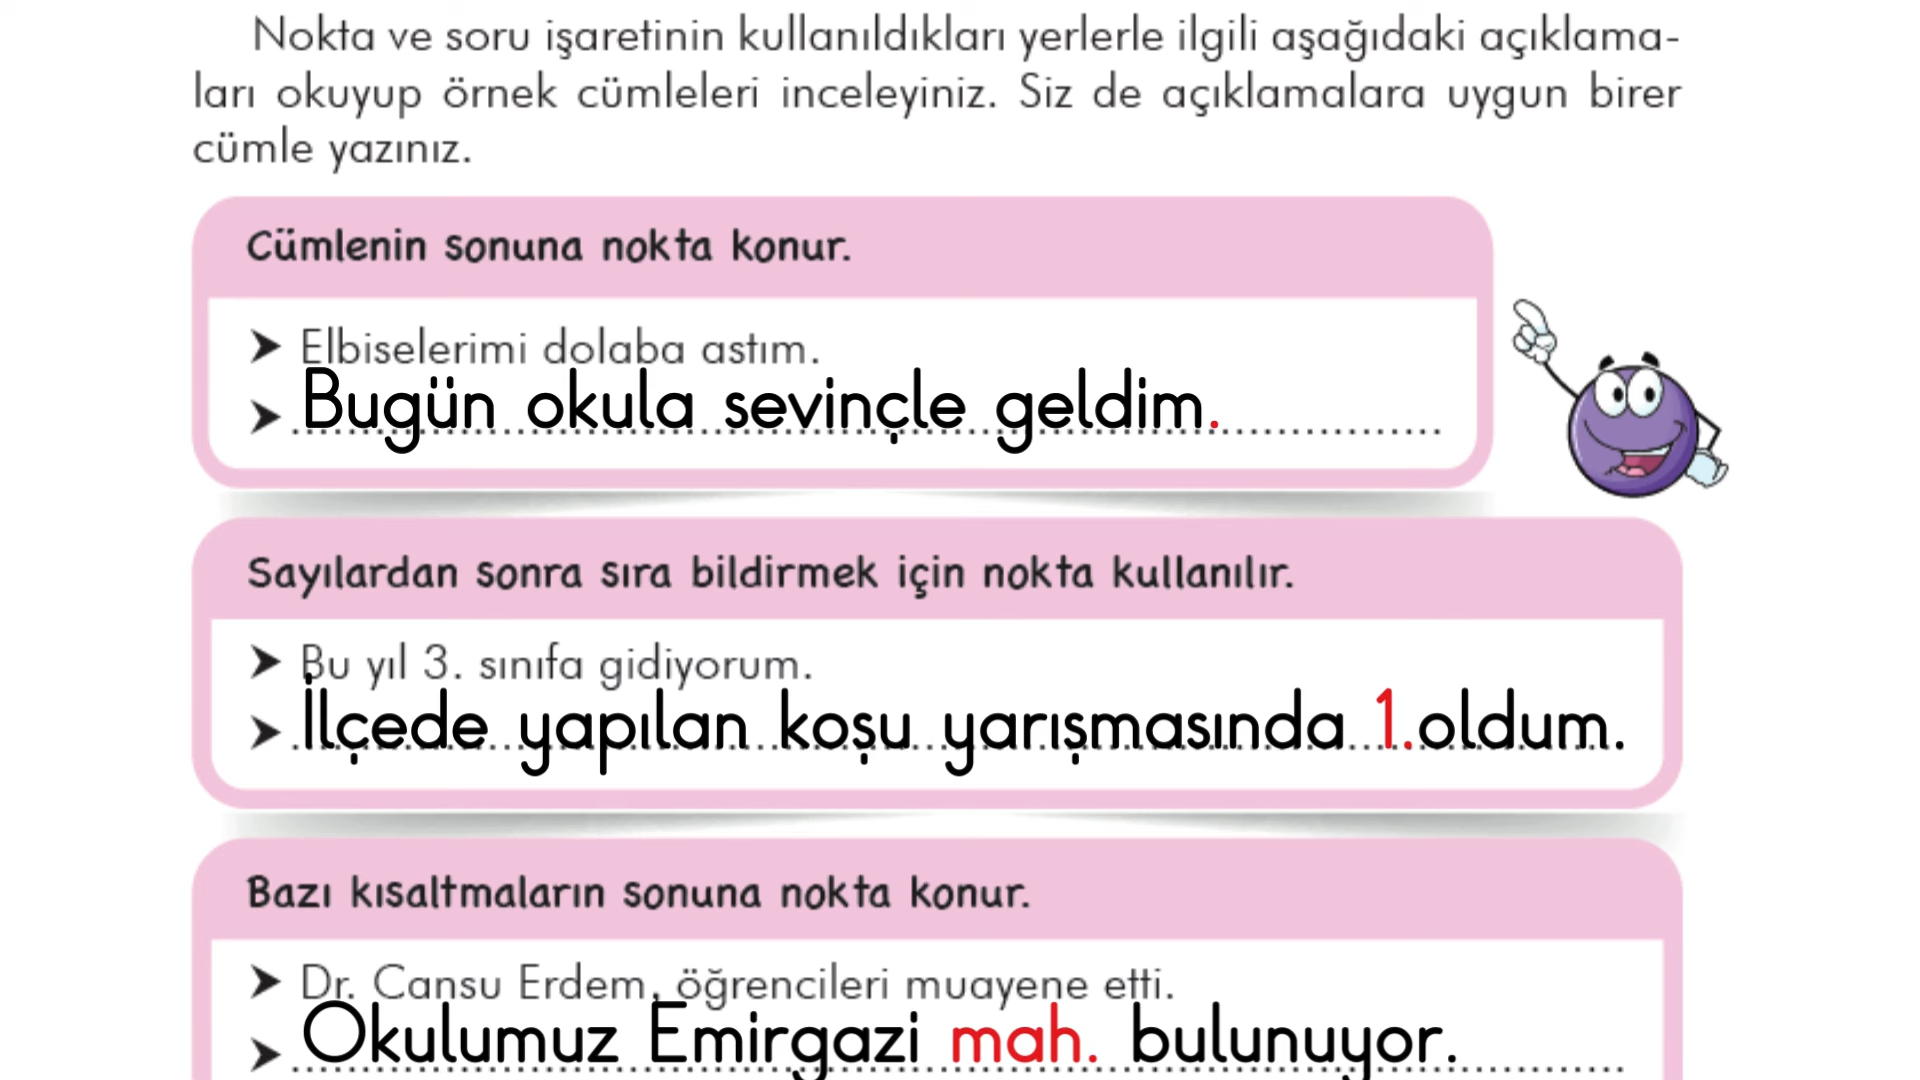 Nokta ve soru işaretinin kullanıldıkları yerlerle ilgili aşağıdaki açıklama-
ları okuyup örnek cümleleri inceleyiniz. Siz de açıklamalara uygun birer
cümle yazınız.
Cümlenin sonuna nokta konur.
➤ Elbiselerimi dolaba astım.
➤ Bugün okula sevinçle geldim.
Sayılardan sonra sıra bildirmek için nokta kullanılır.
➤ Bu yıl 3. sınıfa gidiyorum.
➤ İlçede yapılan koşu yarışmasında 1.oldum.
Bazı kısaltmaların sonuna nokta konur.
➤ Dr. Cansu Erdem, öğrencileri muayene etti.
➤ Okulumuz Emirgazi mah. bulunuyor.